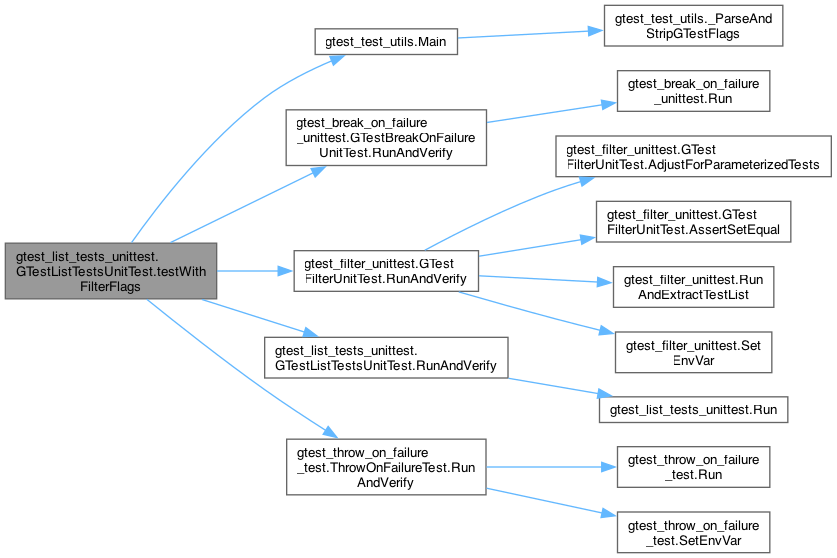 gtest_test_utils._ParseAnd
StripGTestFlags
gtest_test_utils.Main
gtest_break_on_failure
_unittest.Run
gtest_break_on_failure
_unittest.GTestBreakOnFailure
UnitTest.RunAndVerify
gtest_filter_unittest.GTest
FilterUnitTest.AdjustForParameterizedTests
gtest_filter_unittest.GTest
FilterUnitTest.AssertSetEqual
gtest_list_tests_unittest.
GTestListTestsUnitTest.testWith
FilterFlags
gtest_filter_unittest.GTest
FilterUnitTest.RunAndVerify
gtest_filter_unittest.Run
AndExtractTestList
gtest_filter_unittest.Set
EnvVar
gtest_list_tests_unittest.
GTestListTestsUnitTest.RunAndVerify
gtest_list_tests_unittest.Run
gtest_throw_on_failure
_test.ThrowOnFailureTest.Run
AndVerify
gtest_throw_on_failure
_test.Run
gtest_throw_on_failure
_test.SetEnvVar